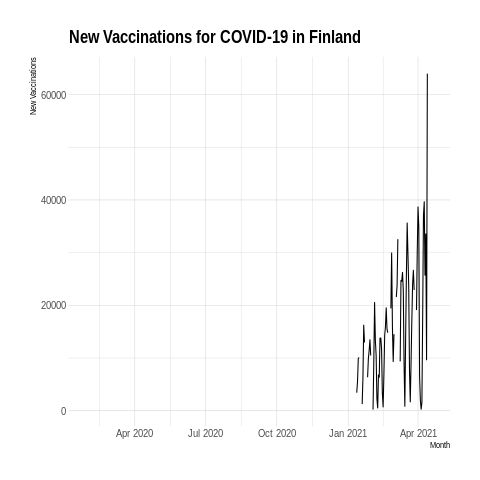 New Vaccinations for COVID-19 in Finland
New Vaccinations
60000
40000
20000
0
Apr 2020 Jul 2020 Oct 2020 Jan 2021 Apr 2021
Month